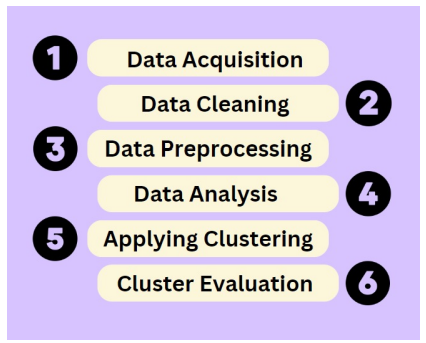 1 Data Acquisition
Data Cleaning 2
3 Data Preprocessing
Data Analysis 4
5 Applying Clustering
Cluster Evaluation 6